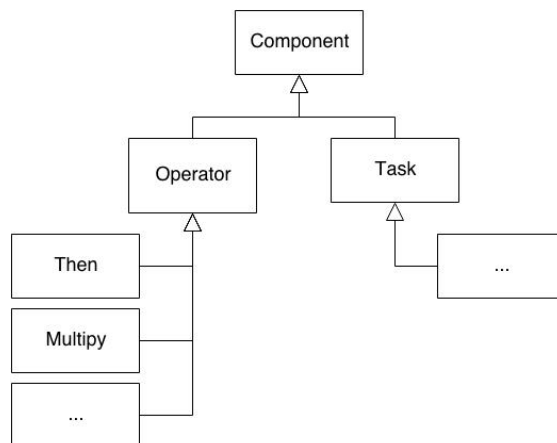 Component
Operator
Task
Then
...
Multipy
...